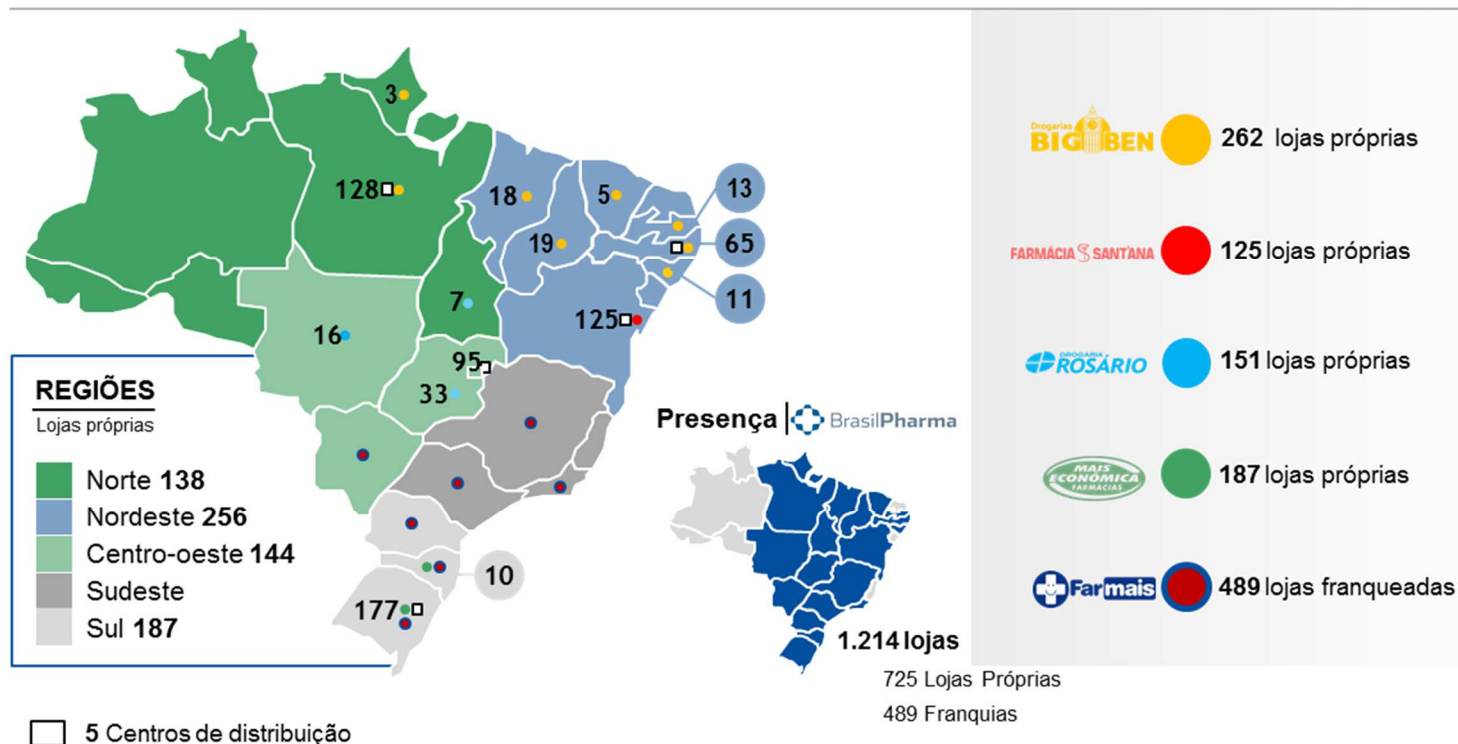 3
128
18
5
13
19
65
11
7
125
16
95
33
10
177
REGIÕES
Lojas próprias
Norte 138
Nordeste 256
Centro-oeste 144
Sudeste
Sul 187
5 Centros de distribuição
Presença | BrasilPharma
1.214 lojas
725 Lojas Próprias
489 Franquias
Drogarias
BIG BEN
262 lojas próprias
FARMÁCIA SANT'ANA
125 lojas próprias
DROGARIA
ROSÁRIO
151 lojas próprias
MAIS
ECONÔMICA
FARMÁCIAS
187 lojas próprias
Farmais
489 lojas franqueadas